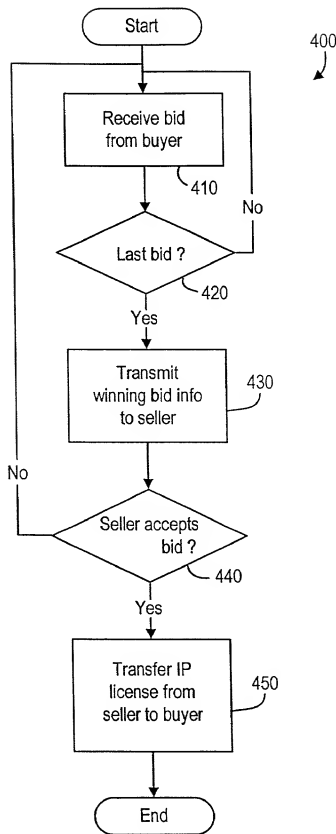 Start
400
Receive bid
from buyer
410
No
Last bid ?
420
Yes
Transmit
winning bid info
to seller
430
No
Seller accepts
bid ?
440
Yes
Transfer IP
license from
seller to buyer
450
End